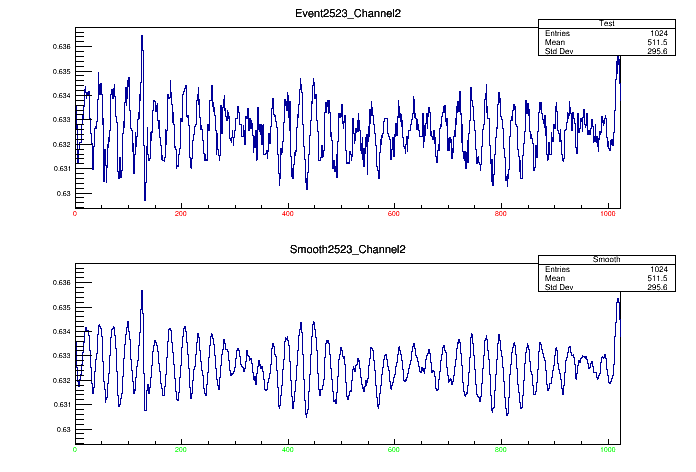 Event2523_Channel2
Test
Entries 1024
Mean 511.5
Std Dev 295.6
0.636
0.635
0.634
0.633
0.632
0.631
0.63
0 200 400 600 800 1000
Smooth2523_Channel2
Smooth
Entries 1024
Mean 511.5
Std Dev 295.6
0.636
0.635
0.634
0.633
0.632
0.631
0.63
0 200 400 600 800 1000